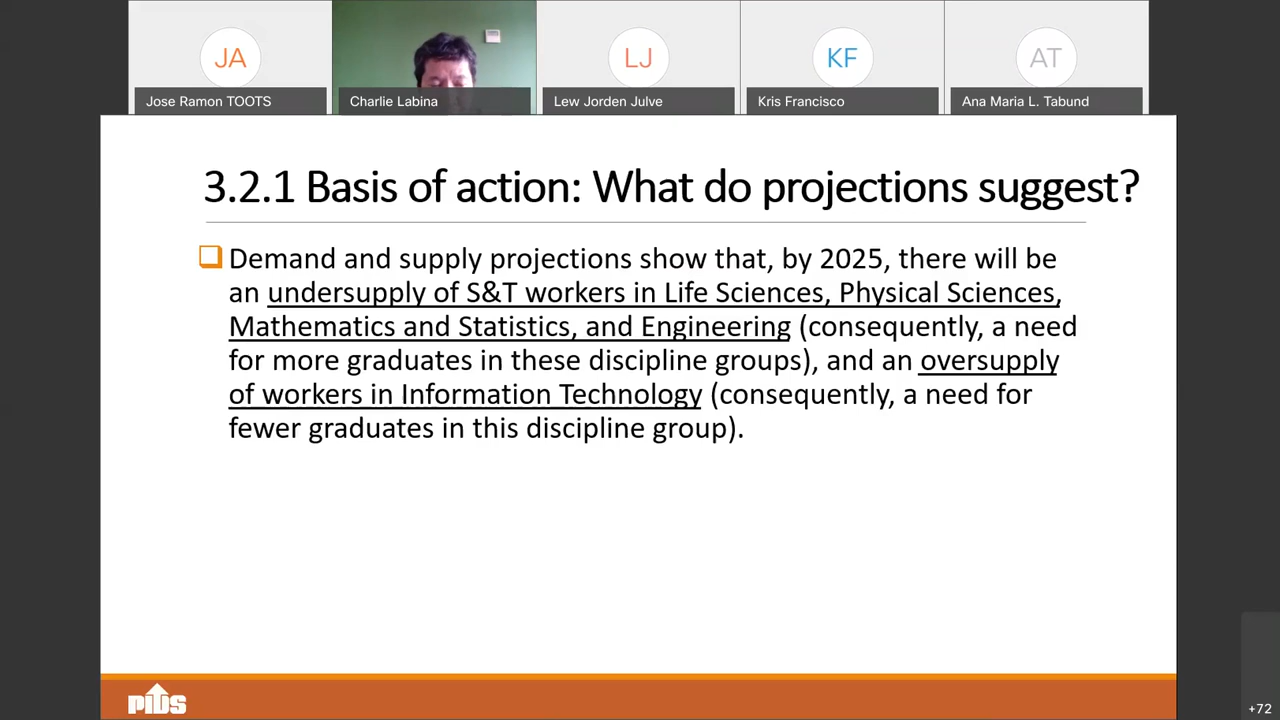 JA
LJ
KF
AT
Jose Ramon TOOTS
Charlie Labina
Lew Jorden Julve
Kris Francisco
Ana Maria L. Tabund
3.2.1 Basis of action: What do projections suggest?
Demand and supply projections show that, by 2025, there will be
an undersupply of S&T workers in Life Sciences, Physical Sciences,
Mathematics and Statistics, and Engineering (consequently, a need
for more graduates in these discipline groups), and an oversupply
of workers in Information Technology (consequently, a need for
fewer graduates in this discipline group).
PIDS
+72